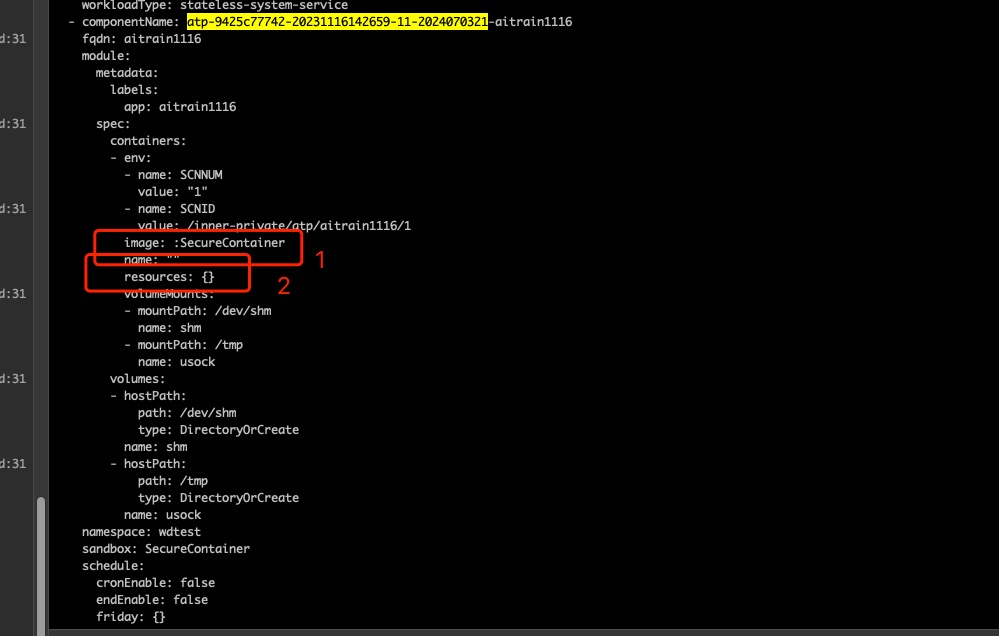 workloadType: stateless-system-service
- componentName: atp-9425c77742-20231116142659-11-2024070321-aitrain1116
d:31
fqdn: aitrain1116
module:
metadata:
labels:
app: aitrain1116
d:31
spec:
containers:
- env:
- name: SCNNUM
value: "1"
d:31
- name: SCNID
value: /inner-private/atp/aitrain1116/1
image: :SecureContainer
1
name: ""
resources: {}
2
d:31
volumeMounts:
- mountPath: /dev/shm
name: shm
- mountPath: /tmp
name: usock
d:31
volumes:
- hostPath:
path: /dev/shm
type: DirectoryOrCreate
name: shm
d:31
- hostPath:
path: /tmp
type: DirectoryOrCreate
name: usock
namespace: wdtest
sandbox: SecureContainer
schedule:
cronEnable: false
endEnable: false
friday: {}